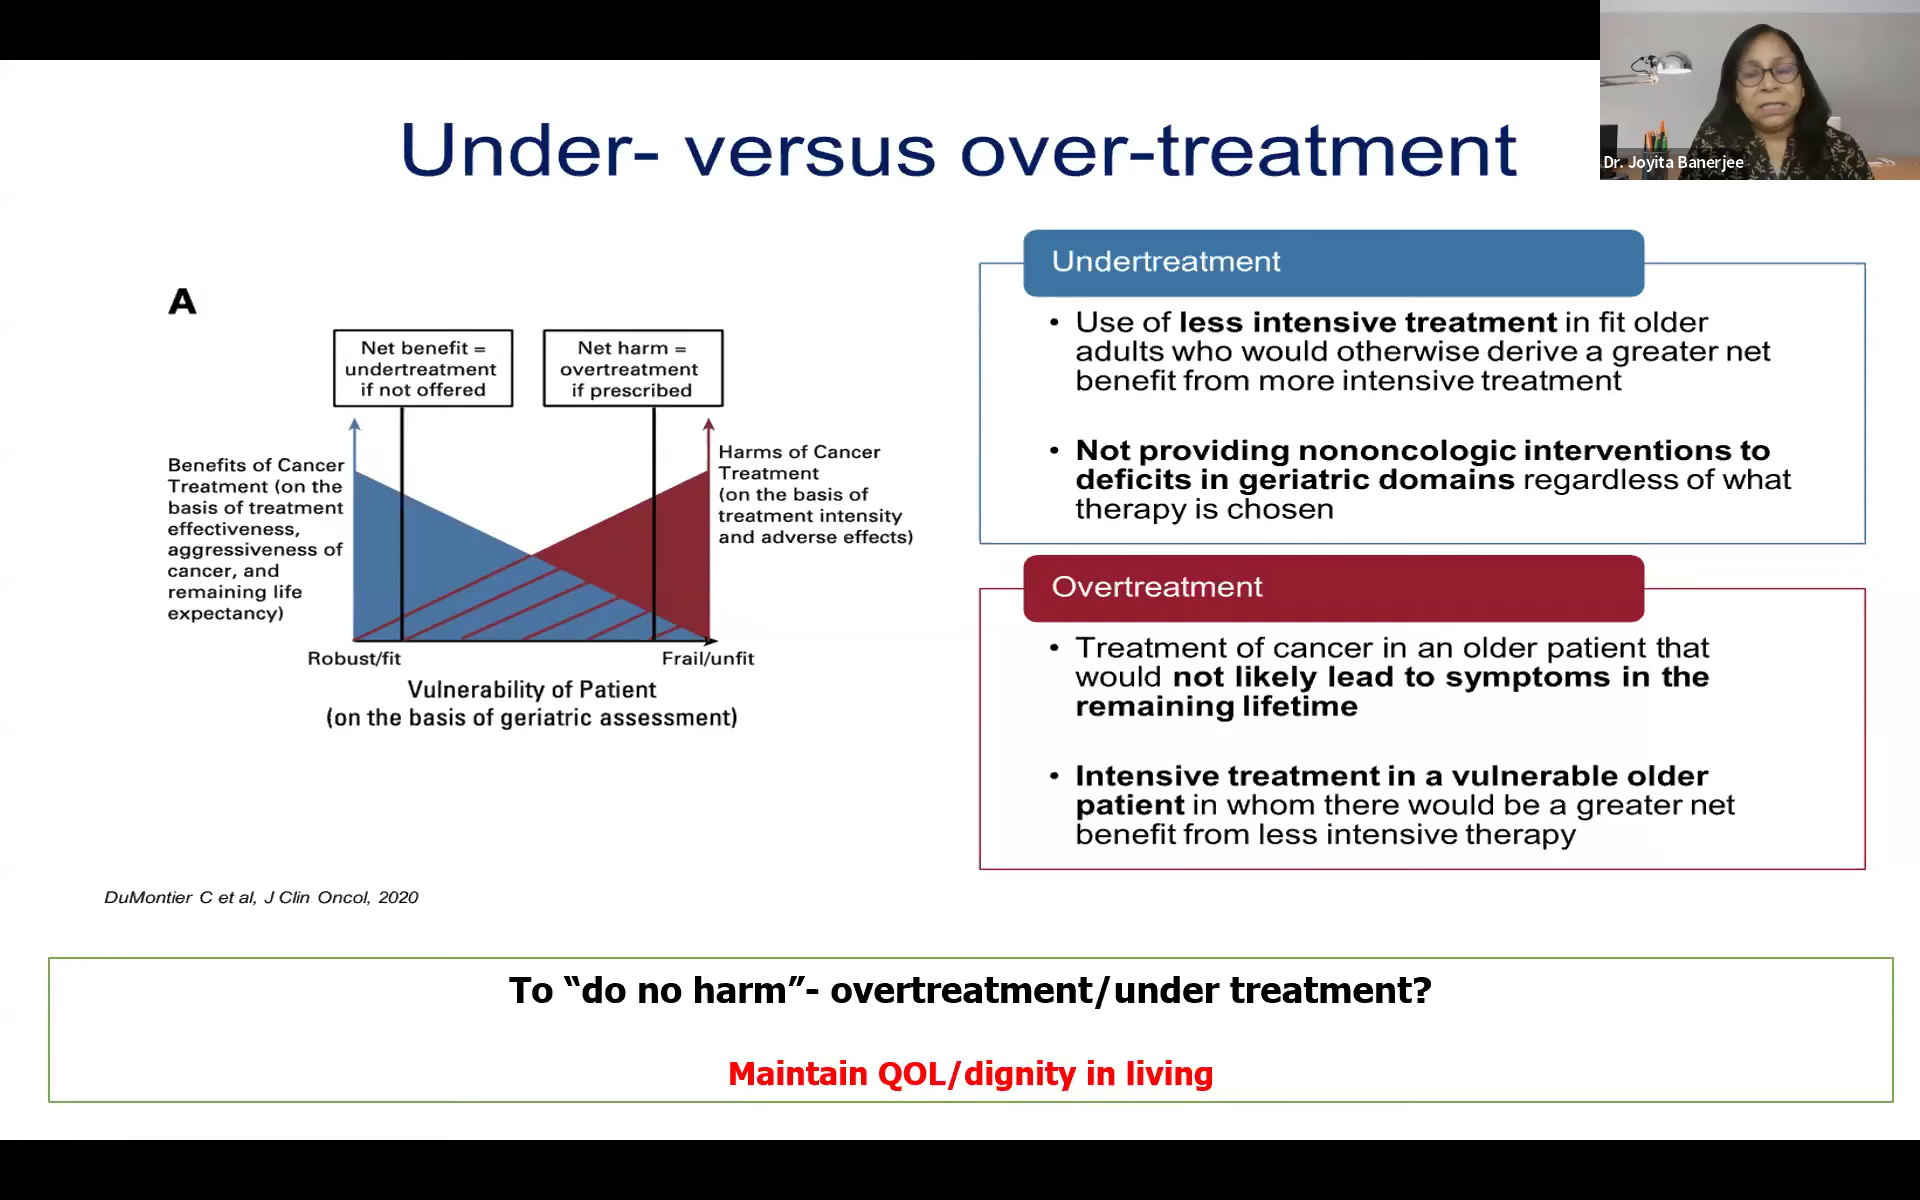 Dr. Joyita Banerjee
Under- versus over-treatment
A
Net benefit =
undertreatment
if not offered
Net harm =
overtreatment
if prescribed
Benefits of Cancer
Treatment (on the
basis of treatment
effectiveness,
aggressiveness of
cancer, and
remaining life
expectancy)
Harms of Cancer
Treatment
(on the basis of
treatment intensity
and adverse effects)
Robust/fit
Frail/unfit
Vulnerability of Patient
(on the basis of geriatric assessment)
Undertreatment
• Use of less intensive treatment in fit older
adults who would otherwise derive a greater net
benefit from more intensive treatment
• Not providing nononcologic interventions to
deficits in geriatric domains regardless of what
therapy is chosen
Overtreatment
• Treatment of cancer in an older patient that
would not likely lead to symptoms in the
remaining lifetime
• Intensive treatment in a vulnerable older
patient in whom there would be a greater net
benefit from less intensive therapy
DuMontier C et al, J Clin Oncol, 2020
To “do no harm”- overtreatment/under treatment?
Maintain QOL/dignity in living